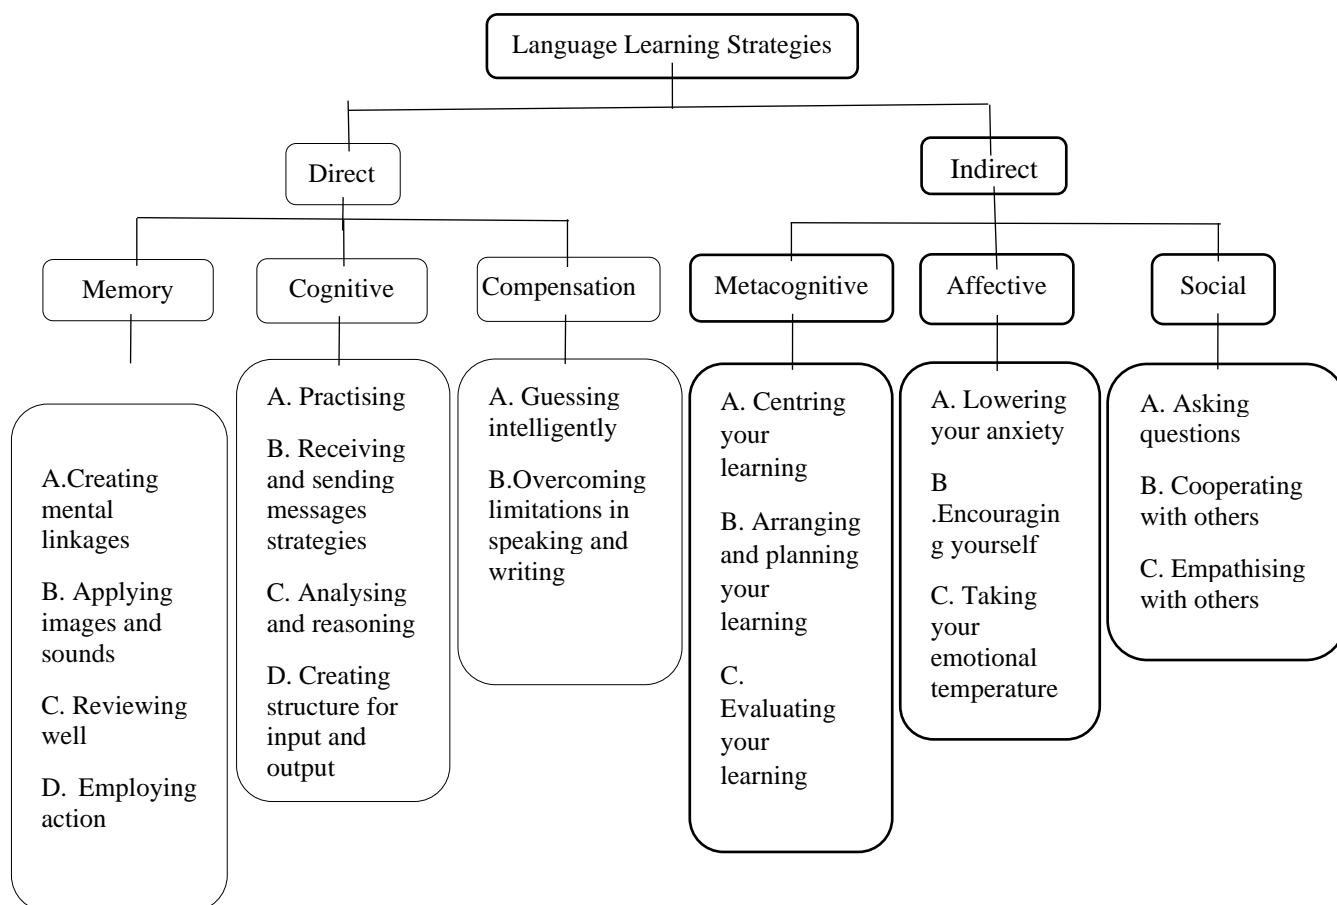 Language Learning Strategies
Direct
Indirect
Memory
Cognitive
Compensation
Metacognitive
Affective
Social
A.Creating
mental
linkages
B. Applying
images and
sounds
C. Reviewing
well
D. Employing
action
A. Practising
B. Receiving
and sending
messages
strategies
C. Analysing
and reasoning
D. Creating
structure for
input and
output
A. Guessing
intelligently
B.Overcoming
limitations in
speaking and
writing
A. Centring
your
learning
B. Arranging
and planning
your
learning
C.
Evaluating
your
learning
A. Lowering
your anxiety
B
.Encouragin
g yourself
C. Taking
your
emotional
temperature
A. Asking
questions
B. Cooperating
with others
C. Empathising
with others